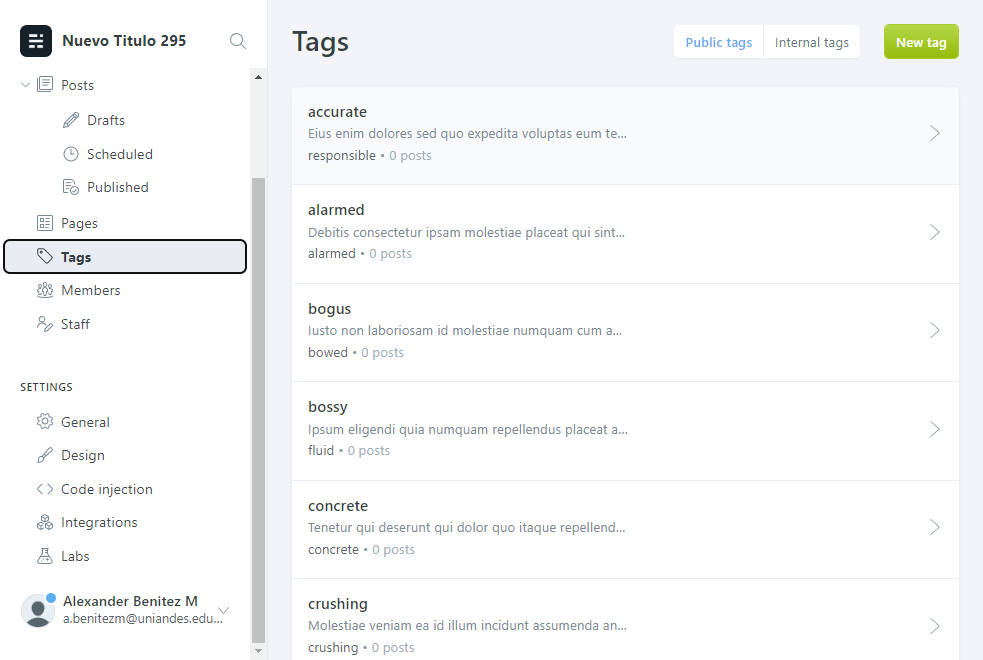 Nuevo Titulo 295
Posts
Drafts
Scheduled
Published
Pages
Tags
Members
Staff
SETTINGS
General
Design
Code injection
Integrations
Labs
Alexander Benitez M
a.benitezm@uniandes.edu...
Tags
Public tags
Internal tags
New tag
accurate
Eius enim dolores sed quo expedita voluptas eum te...
responsible • 0 posts
alarmed
Debitis consectetur ipsam molestiae placeat qui sint...
alarmed • 0 posts
bogus
Iusto non laboriosam id molestiae numquam cum a...
bowed • 0 posts
bossy
Ipsum eligendi quia numquam repellendus placeat a...
fluid • 0 posts
concrete
Tenetur qui deserunt qui dolor quo itaque repellend...
concrete • 0 posts
crushing
Molestiae veniam ea id illum incidunt assumenda an...
crushing • 0 posts